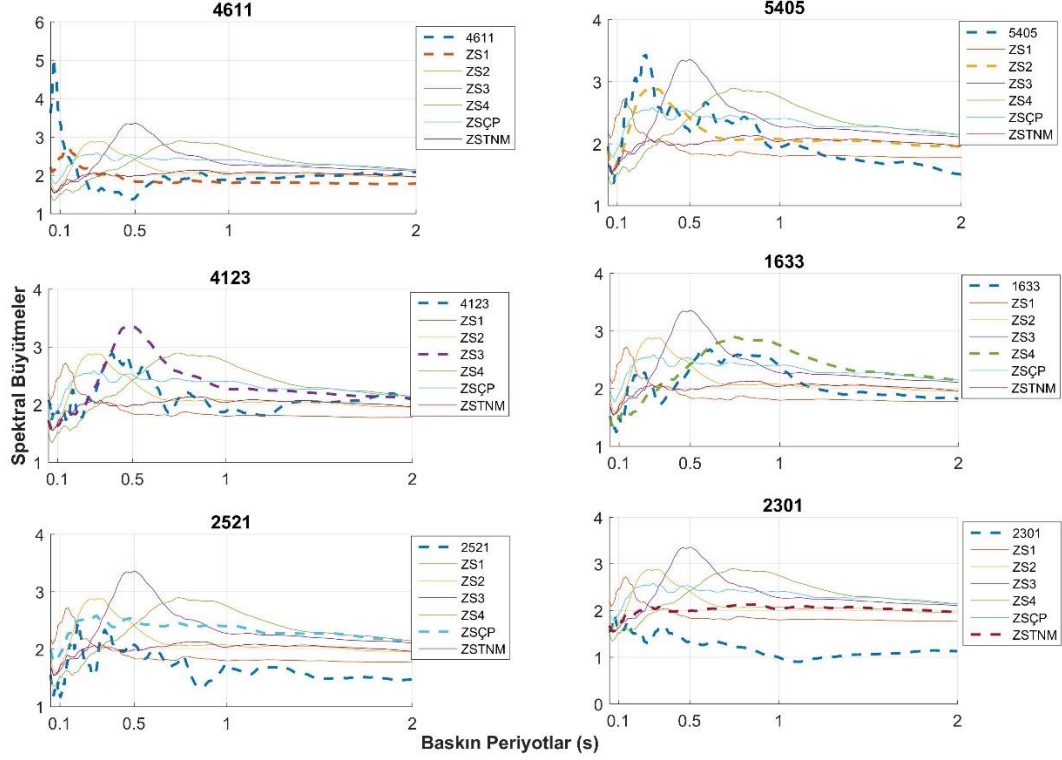 4611
6
5
4
3
2
1
0.1
0.5
1
2
4611
ZS1
ZS2
ZS3
ZS4
ZSÇP
ZSTNM
5405
4
3
2
1
0.1
0.5
1
2
5405
ZS1
ZS2
ZS3
ZS4
ZSÇP
ZSTNM
Spektral Büyütmeler
4123
4
3
2
1
0.1
0.5
1
2
4123
ZS1
ZS2
ZS3
ZS4
ZSÇP
ZSTNM
1633
4
3
2
1
0.1
0.5
1
2
1633
ZS1
ZS2
ZS3
ZS4
ZSÇP
ZSTNM
2521
4
3
2
1
0.1
0.5
1
2
2521
ZS1
ZS2
ZS3
ZS4
ZSÇP
ZSTNM
2301
4
3
2
1
0
0.1
0.5
1
2
2301
ZS1
ZS2
ZS3
ZS4
ZSÇP
ZSTNM
Baskın Periyotlar (s)